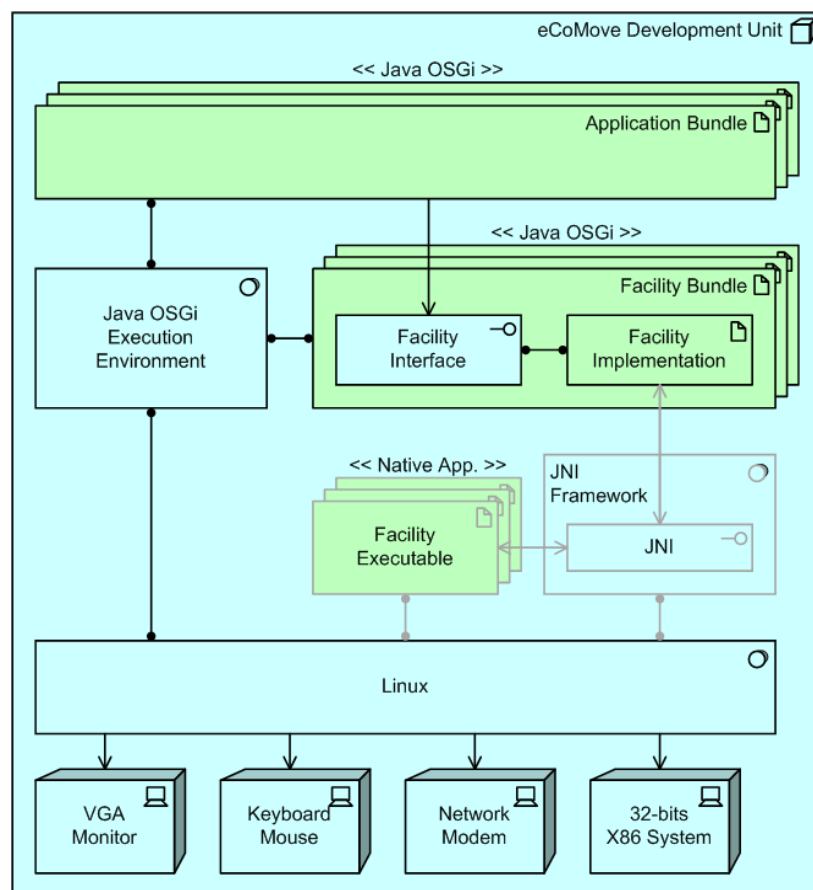 eCoMove Development Unit
<< Java OSGi >>
Application Bundle
<< Java OSGi >>
Facility Bundle
Java OSGi
Execution
Environment
Facility
Interface
Facility
Implementation
<< Native App. >>
JNI
Framework
Facility
Executable
JNI
Linux
VGA
Monitor
Keyboard
Mouse
Network
Modem
32-bits
X86 System